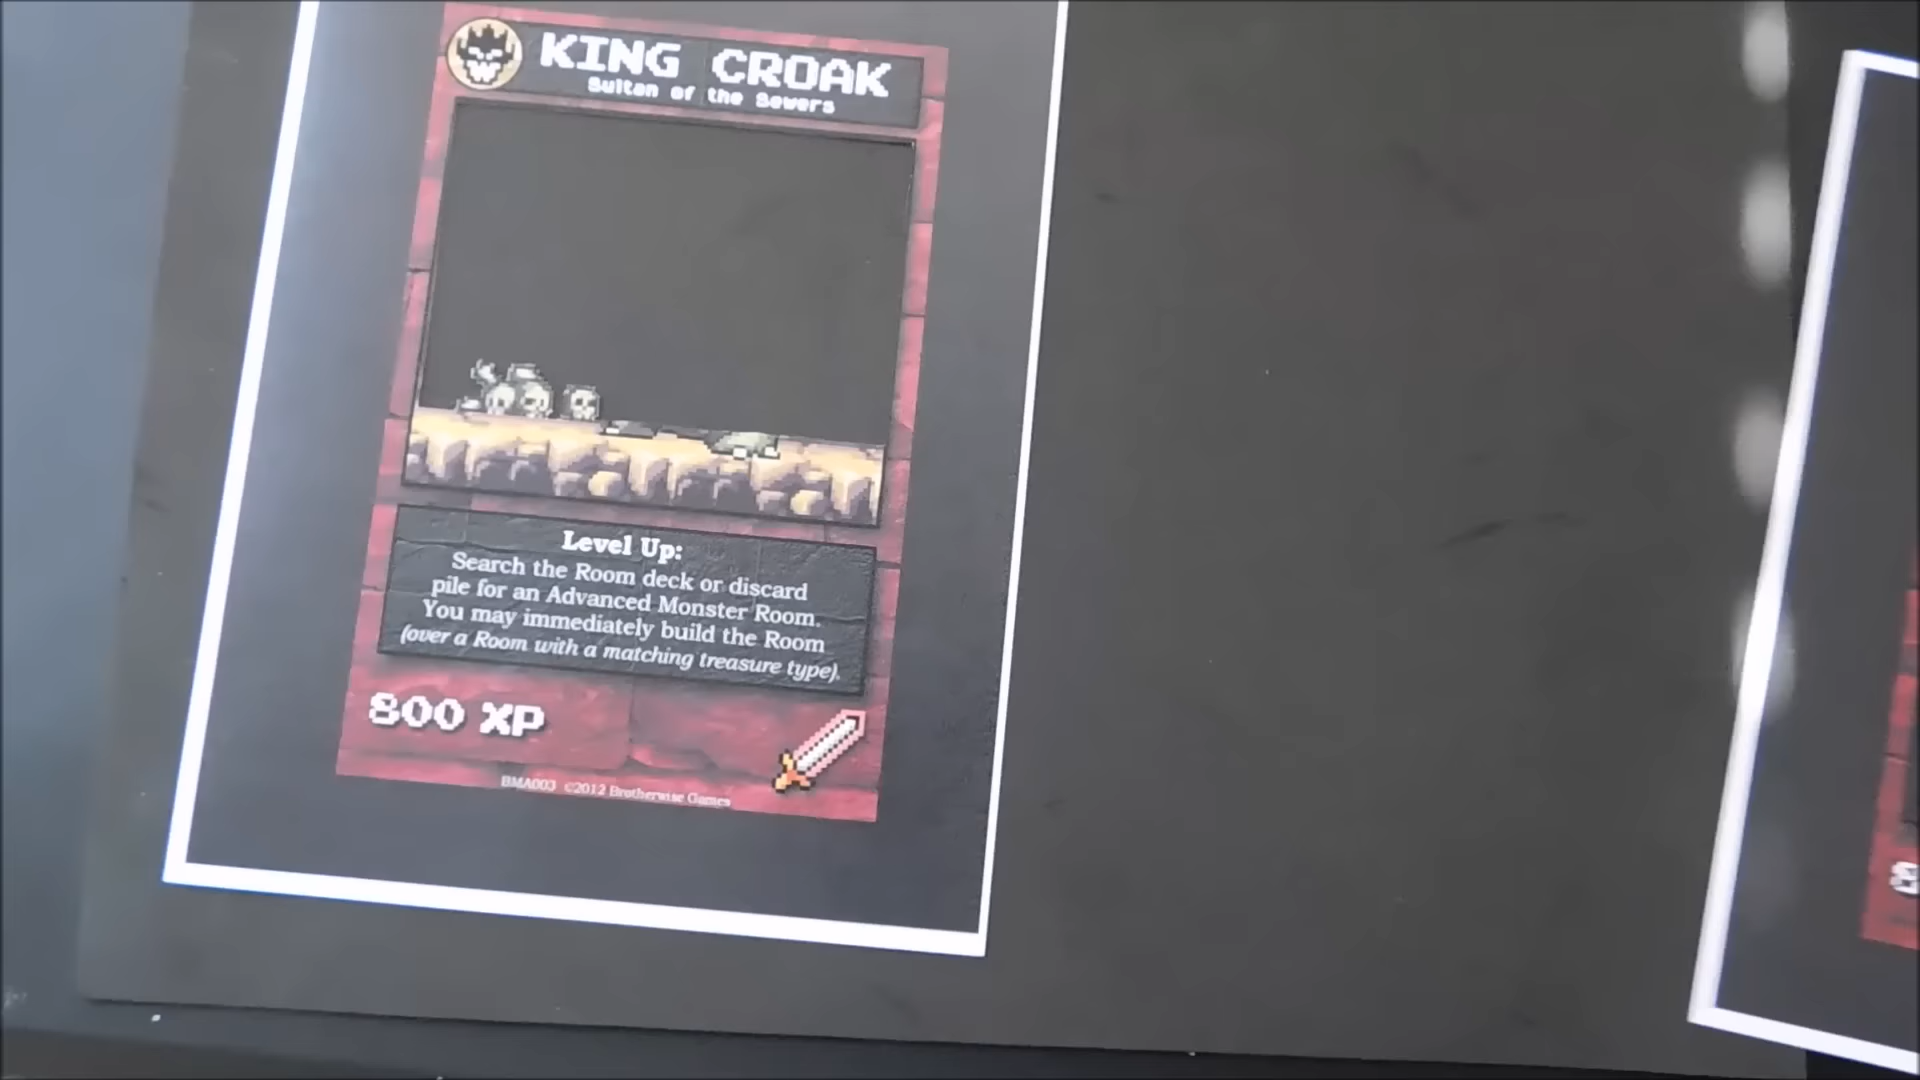 KING CROAK
Sultan of the Sewers
Level Up:
Search the Room deck or discard
pile for an Advanced Monster Room.
You may immediately build the Room
(over a Room with a matching treasure type).
800 XP
BMA003 ©2012 Brotherwise Games
8